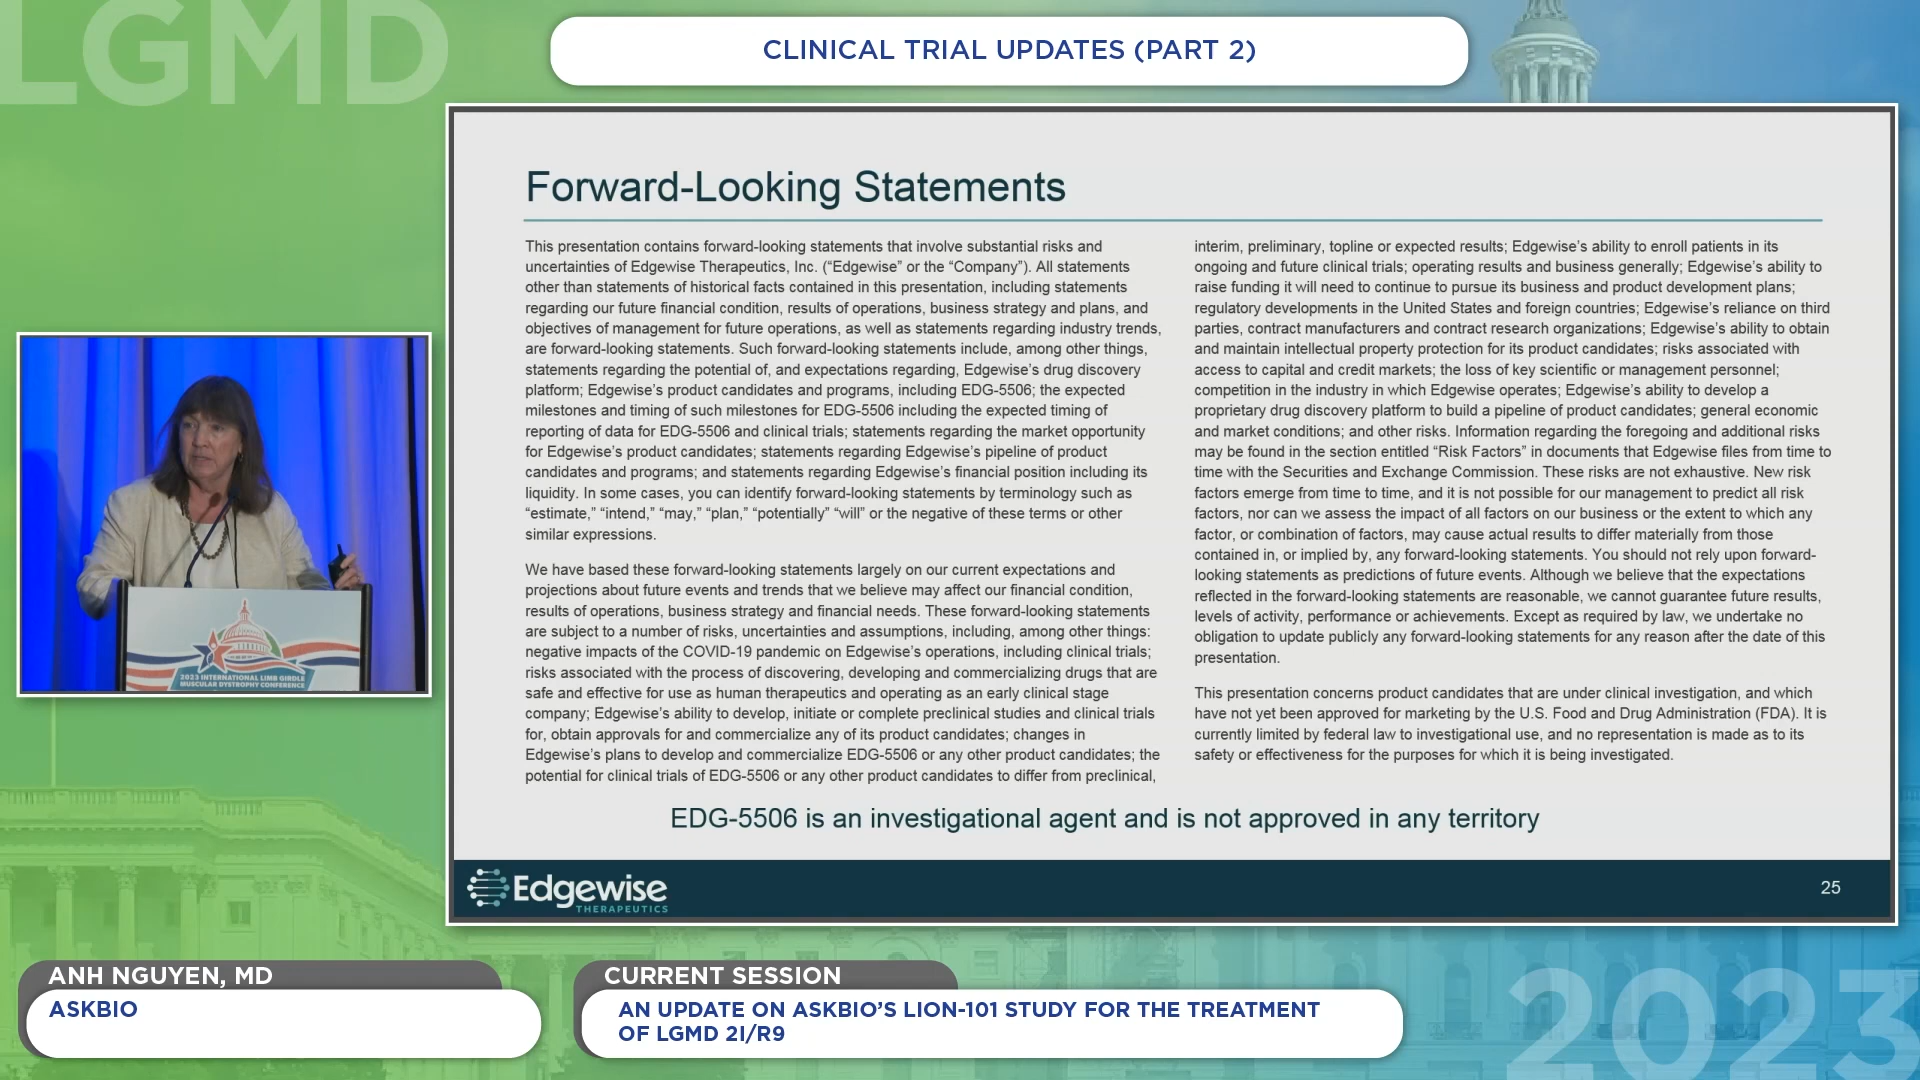 LGMD
CLINICAL TRIAL UPDATES (PART 2)
Forward-Looking Statements
This presentation contains forward-looking statements that involve substantial risks and
uncertainties of Edgewise Therapeutics, Inc. (“Edgewise” or the “Company”). All statements
other than statements of historical facts contained in this presentation, including statements
regarding our future financial condition, results of operations, business strategy and plans, and
objectives of management for future operations, as well as statements regarding industry trends,
are forward-looking statements. Such forward-looking statements include, among other things,
statements regarding the potential of, and expectations regarding, Edgewise’s drug discovery
platform; Edgewise’s product candidates and programs, including EDG-5506; the expected
milestones and timing of such milestones for EDG-5506 including the expected timing of
reporting of data for EDG-5506 and clinical trials; statements regarding the market opportunity
for Edgewise’s product candidates; statements regarding Edgewise’s pipeline of product
candidates and programs; and statements regarding Edgewise’s financial position including its
liquidity. In some cases, you can identify forward-looking statements by terminology such as
“estimate,” “intend,” “may,” “plan,” “potentially” “will” or the negative of these terms or other
similar expressions.
We have based these forward-looking statements largely on our current expectations and
projections about future events and trends that we believe may affect our financial condition,
results of operations, business strategy and financial needs. These forward-looking statements
are subject to a number of risks, uncertainties and assumptions, including, among other things:
negative impacts of the COVID-19 pandemic on Edgewise’s operations, including clinical trials;
risks associated with the process of discovering, developing and commercializing drugs that are
safe and effective for use as human therapeutics and operating as an early clinical stage
company; Edgewise’s ability to develop, initiate or complete preclinical studies and clinical trials
for, obtain approvals for and commercialize any of its product candidates; changes in
Edgewise’s plans to develop and commercialize EDG-5506 or any other product candidates; the
potential for clinical trials of EDG-5506 or any other product candidates to differ from preclinical,
interim, preliminary, topline or expected results; Edgewise’s ability to enroll patients in its
ongoing and future clinical trials; operating results and business generally; Edgewise’s ability to
raise funding it will need to continue to pursue its business and product development plans;
regulatory developments in the United States and foreign countries; Edgewise’s reliance on third
parties, contract manufacturers and contract research organizations; Edgewise’s ability to obtain
and maintain intellectual property protection for its product candidates; risks associated with
access to capital and credit markets; the loss of key scientific or management personnel;
competition in the industry in which Edgewise operates; Edgewise’s ability to develop a
proprietary drug discovery platform to build a pipeline of product candidates; general economic
and market conditions; and other risks. Information regarding the foregoing and additional risks
may be found in the section entitled “Risk Factors” in documents that Edgewise files from time to
time with the Securities and Exchange Commission. These risks are not exhaustive. New risk
factors emerge from time to time, and it is not possible for our management to predict all risk
factors, nor can we assess the impact of all factors on our business or the extent to which any
factor, or combination of factors, may cause actual results to differ materially from those
contained in, or implied by, any forward-looking statements. You should not rely upon forward-
looking statements as predictions of future events. Although we believe that the expectations
reflected in the forward-looking statements are reasonable, we cannot guarantee future results,
levels of activity, performance or achievements. Except as required by law, we undertake no
obligation to update publicly any forward-looking statements for any reason after the date of this
presentation.
This presentation concerns product candidates that are under clinical investigation, and which
have not yet been approved for marketing by the U.S. Food and Drug Administration (FDA). It is
currently limited by federal law to investigational use, and no representation is made as to its
safety or effectiveness for the purposes for which it is being investigated.
EDG-5506 is an investigational agent and is not approved in any territory
Edgewise
THERAPEUTICS
25
2023 INTERNATIONAL LIMB GIRDLE
MUSCULAR DYSTROPHY CONFERENCE
ANH NGUYEN, MD
ASKBIO
CURRENT SESSION
AN UPDATE ON ASKBIO’S LION-101 STUDY FOR THE TREATMENT
OF LGMD 2I/R9
2023